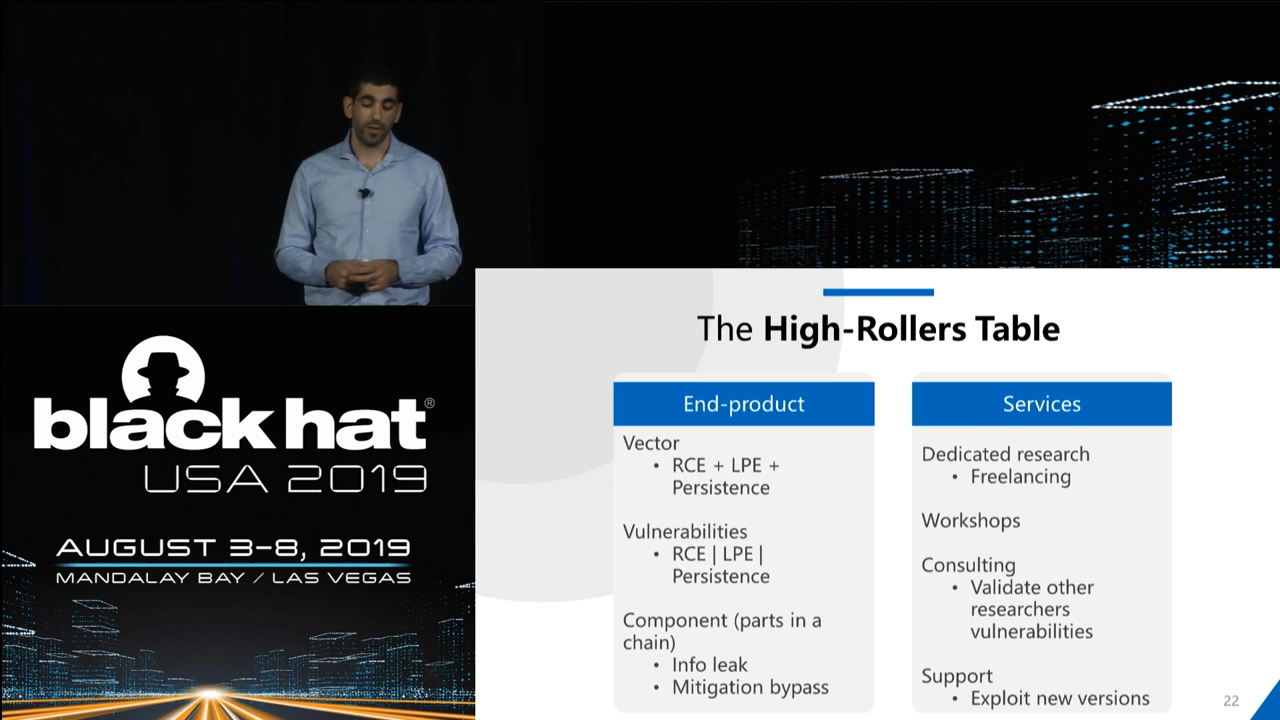 The High-Rollers Table
End-product
Vector
• RCE + LPE +
Persistence
Vulnerabilities
• RCE | LPE |
Persistence
Component (parts in a
chain)
• Info leak
• Mitigation bypass
Services
Dedicated research
• Freelancing
Workshops
Consulting
• Validate other
researchers
vulnerabilities
Support
• Exploit new versions
22
black hat®
USA 2019
AUGUST 3-8, 2019
MANDALAY BAY / LAS VEGAS